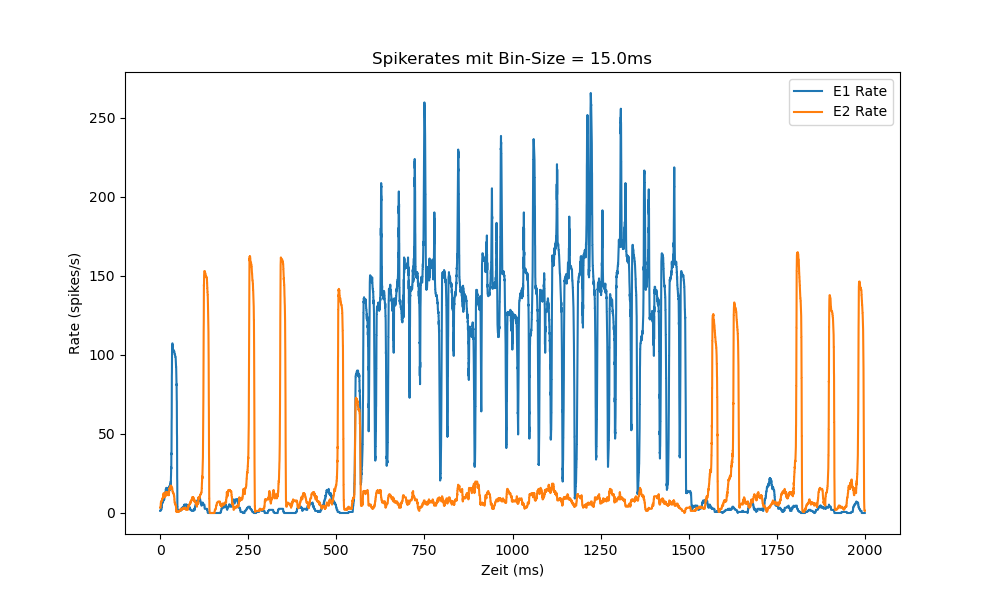 Spikerates mit Bin-Size = 15.0ms
E1 Rate
E2 Rate
250
200
150
100
50
0
Rate (spikes/s)
0 250 500 750 1000 1250 1500 1750 2000
Zeit (ms)